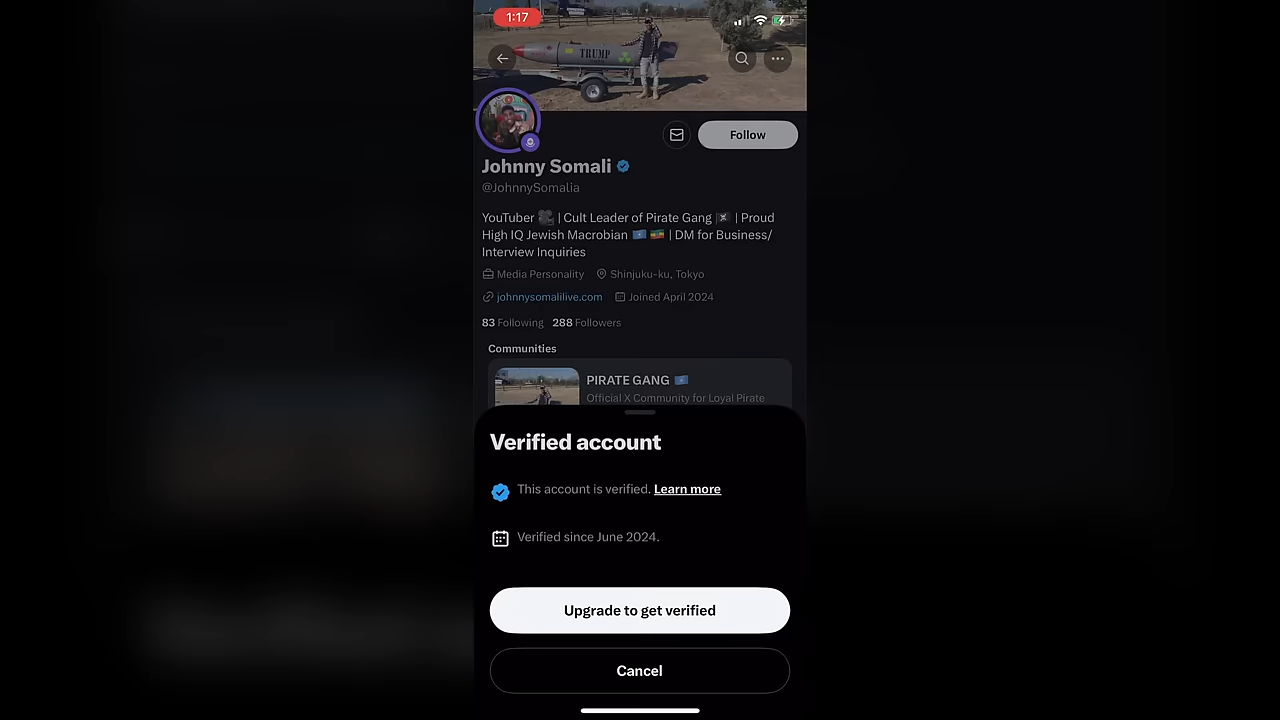 1:17
TRUMP
Follow
Johnny Somali
@JohnnySomalia
YouTuber 🎥 | Cult Leader of Pirate Gang 🏴‍☠️ | Proud
High IQ Jewish Macrobian 🇸🇴 🇪🇹 | DM for Business/
Interview Inquiries
Media Personality Shinjuku-ku, Tokyo
johnnysomalilive.com Joined April 2024
83 Following 288 Followers
Communities
PIRATE GANG 🇸🇴
Official X Community for Loyal Pirate
Verified account
This account is verified. Learn more
Verified since June 2024.
Upgrade to get verified
Cancel